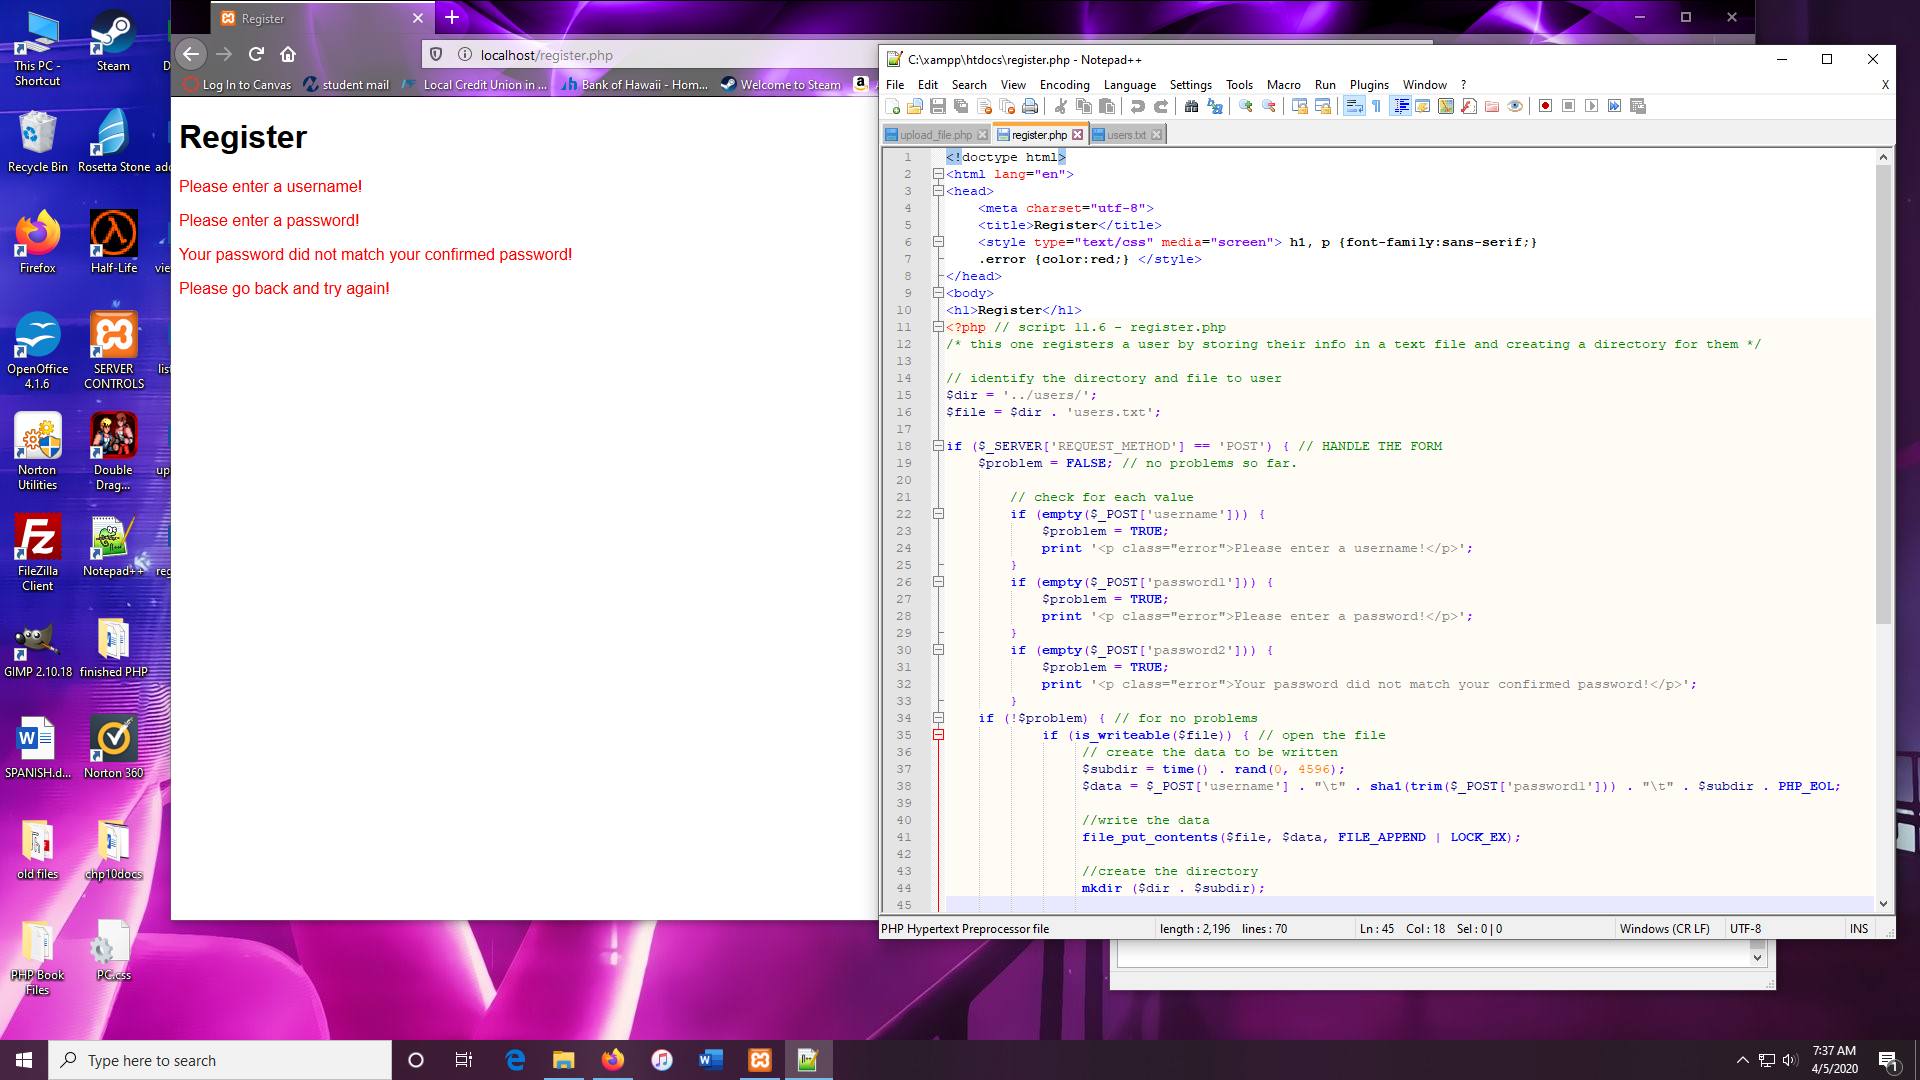 This PC -
Shortcut
Steam
Recycle Bin
Rosetta Stone
Firefox
Half-Life
OpenOffice
4.1.6
SERVER
CONTROLS
Norton
Utilities
Double
Drag...
FileZilla
Client
Notepad++
GIMP 2.10.18
finished PHP
SPANISH.d...
Norton 360
old files
chp10docs
PHP Book
Files
PC.css
Register
localhost/register.php
Log In to Canvas
student mail
Local Credit Union in ...
Bank of Hawaii - Hom...
Welcome to Steam
Register
Please enter a username!
Please enter a password!
Your password did not match your confirmed password!
Please go back and try again!
C:\xampp\htdocs\register.php - Notepad++
File Edit Search View Encoding Language Settings Tools Macro Run Plugins Window ? X
upload_file.php register.php users.txt
1 <!doctype html>
2 <html lang="en">
3 <head>
4 <meta charset="utf-8">
5 <title>Register</title>
6 <style type="text/css" media="screen"> h1, p {font-family:sans-serif;}
7 .error {color:red;} </style>
8 </head>
9 <body>
10 <h1>Register</h1>
11 <?php // script 11.6 - register.php
12 /* this one registers a user by storing their info in a text file and creating a directory for them */
13
14 // identify the directory and file to user
15 $dir = '../users/';
16 $file = $dir . 'users.txt';
17
18 if ($_SERVER['REQUEST_METHOD'] == 'POST') { // HANDLE THE FORM
19 $problem = FALSE; // no problems so far.
20
21 // check for each value
22 if (empty($_POST['username'])) {
23 $problem = TRUE;
24 print '<p class="error">Please enter a username!</p>';
25 }
26 if (empty($_POST['password1'])) {
27 $problem = TRUE;
28 print '<p class="error">Please enter a password!</p>';
29 }
30 if (empty($_POST['password2'])) {
31 $problem = TRUE;
32 print '<p class="error">Your password did not match your confirmed password!</p>';
33 }
34 if (!$problem) { // for no problems
35 if (is_writeable($file)) { // open the file
36 // create the data to be written
37 $subdir = time() . rand(0, 4596);
38 $data = $_POST['username'] . "\t" . sha1(trim($_POST['password1'])) . "\t" . $subdir . PHP_EOL;
39
40 //write the data
41 file_put_contents($file, $data, FILE_APPEND | LOCK_EX);
42
43 //create the directory
44 mkdir ($dir . $subdir);
45
PHP Hypertext Preprocessor file length : 2,196 lines : 70 Ln : 45 Col : 18 Sel : 0 | 0 Windows (CR LF) UTF-8 INS
Type here to search
7:37 AM
4/5/2020
1